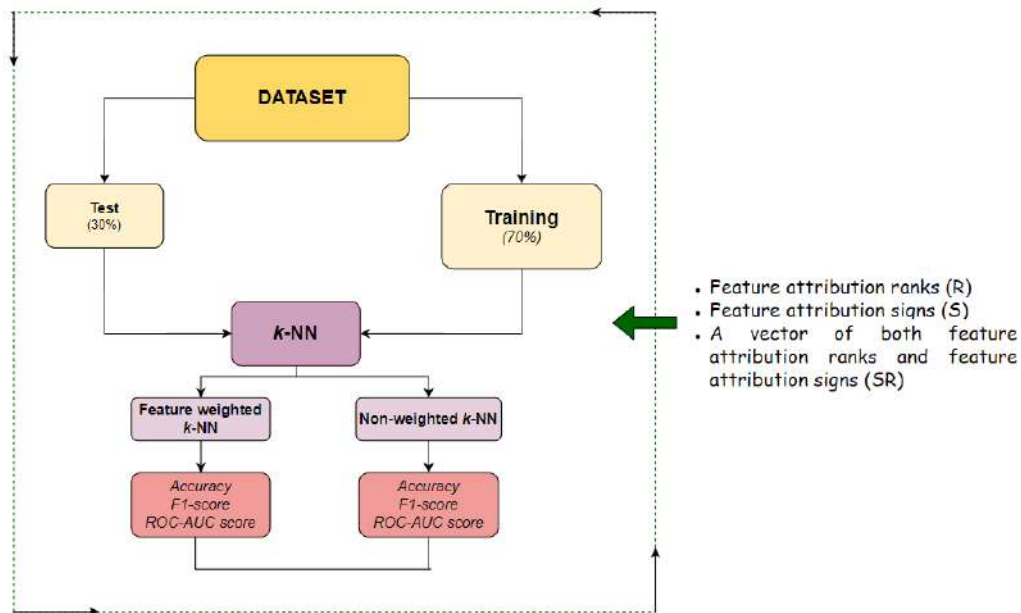 DATASET
Test
(30%)
Training
(70%)
k-NN
Feature weighted
k-NN
Non-weighted k-NN
Accuracy
F1-score
ROC-AUC score
Accuracy
F1-score
ROC-AUC score
• Feature attribution ranks (R)
• Feature attribution signs (S)
• A vector of both feature
attribution ranks and feature
attribution signs (SR)